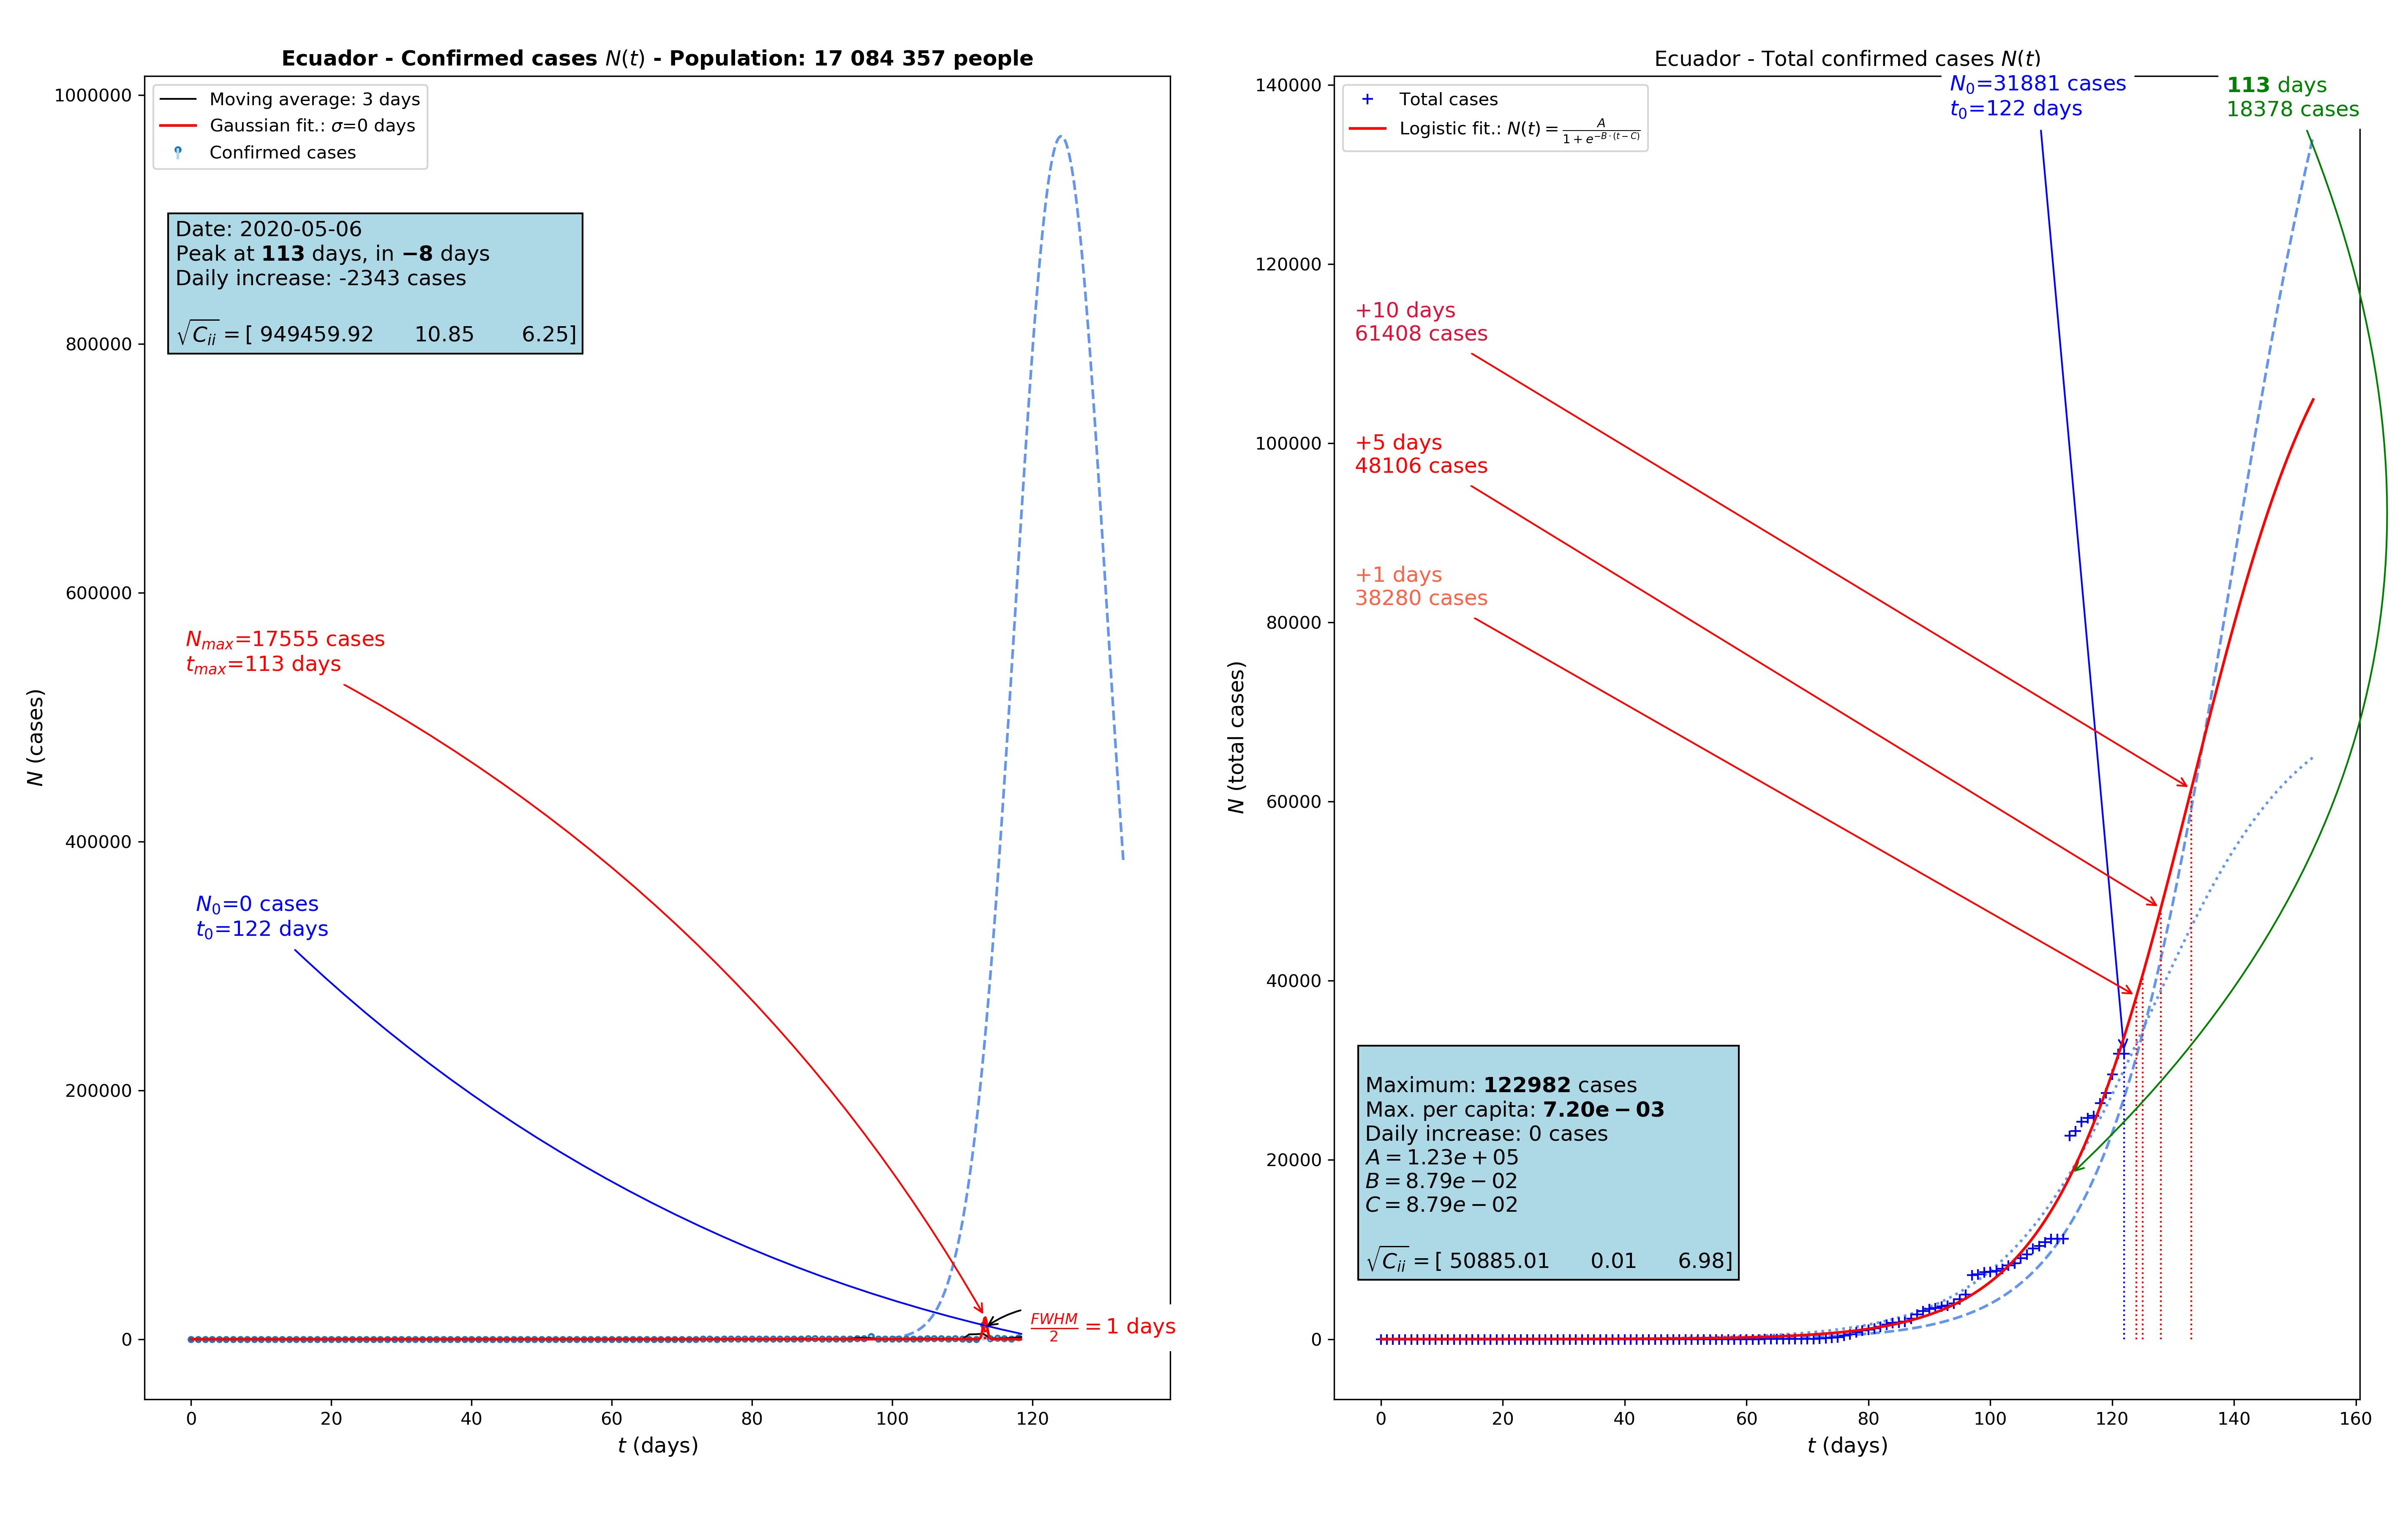 Ecuador - Confirmed cases N(t) - Population: 17 084 357 people
Moving average: 3 days
Gaussian fit.: σ=0 days
Confirmed cases
Date: 2020-05-06
Peak at 113 days, in −8 days
Daily increase: -2343 cases
√C_ii = [ 949459.92 10.85 6.25]
N_max=17555 cases
t_max=113 days
N_0=0 cases
t_0=122 days
FWHM/2 = 1 days
1000000
800000
600000
400000
200000
0
N (cases)
0 20 40 60 80 100 120
t (days)
Ecuador - Total confirmed cases N(t)
Total cases
Logistic fit.: N(t) = A/(1 + e^{−B·(t−C)})
N_0=31881 cases
t_0=122 days
113 days
18378 cases
+10 days
61408 cases
+5 days
48106 cases
+1 days
38280 cases
Maximum: 122982 cases
Max. per capita: 7.20e − 03
Daily increase: 0 cases
A = 1.23e + 05
B = 8.79e − 02
C = 8.79e − 02
√C_ii = [ 50885.01 0.01 6.98]
140000
120000
100000
80000
60000
40000
20000
0
N (total cases)
0 20 40 60 80 100 120 140 160
t (days)